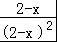 2-x
(2-x )²